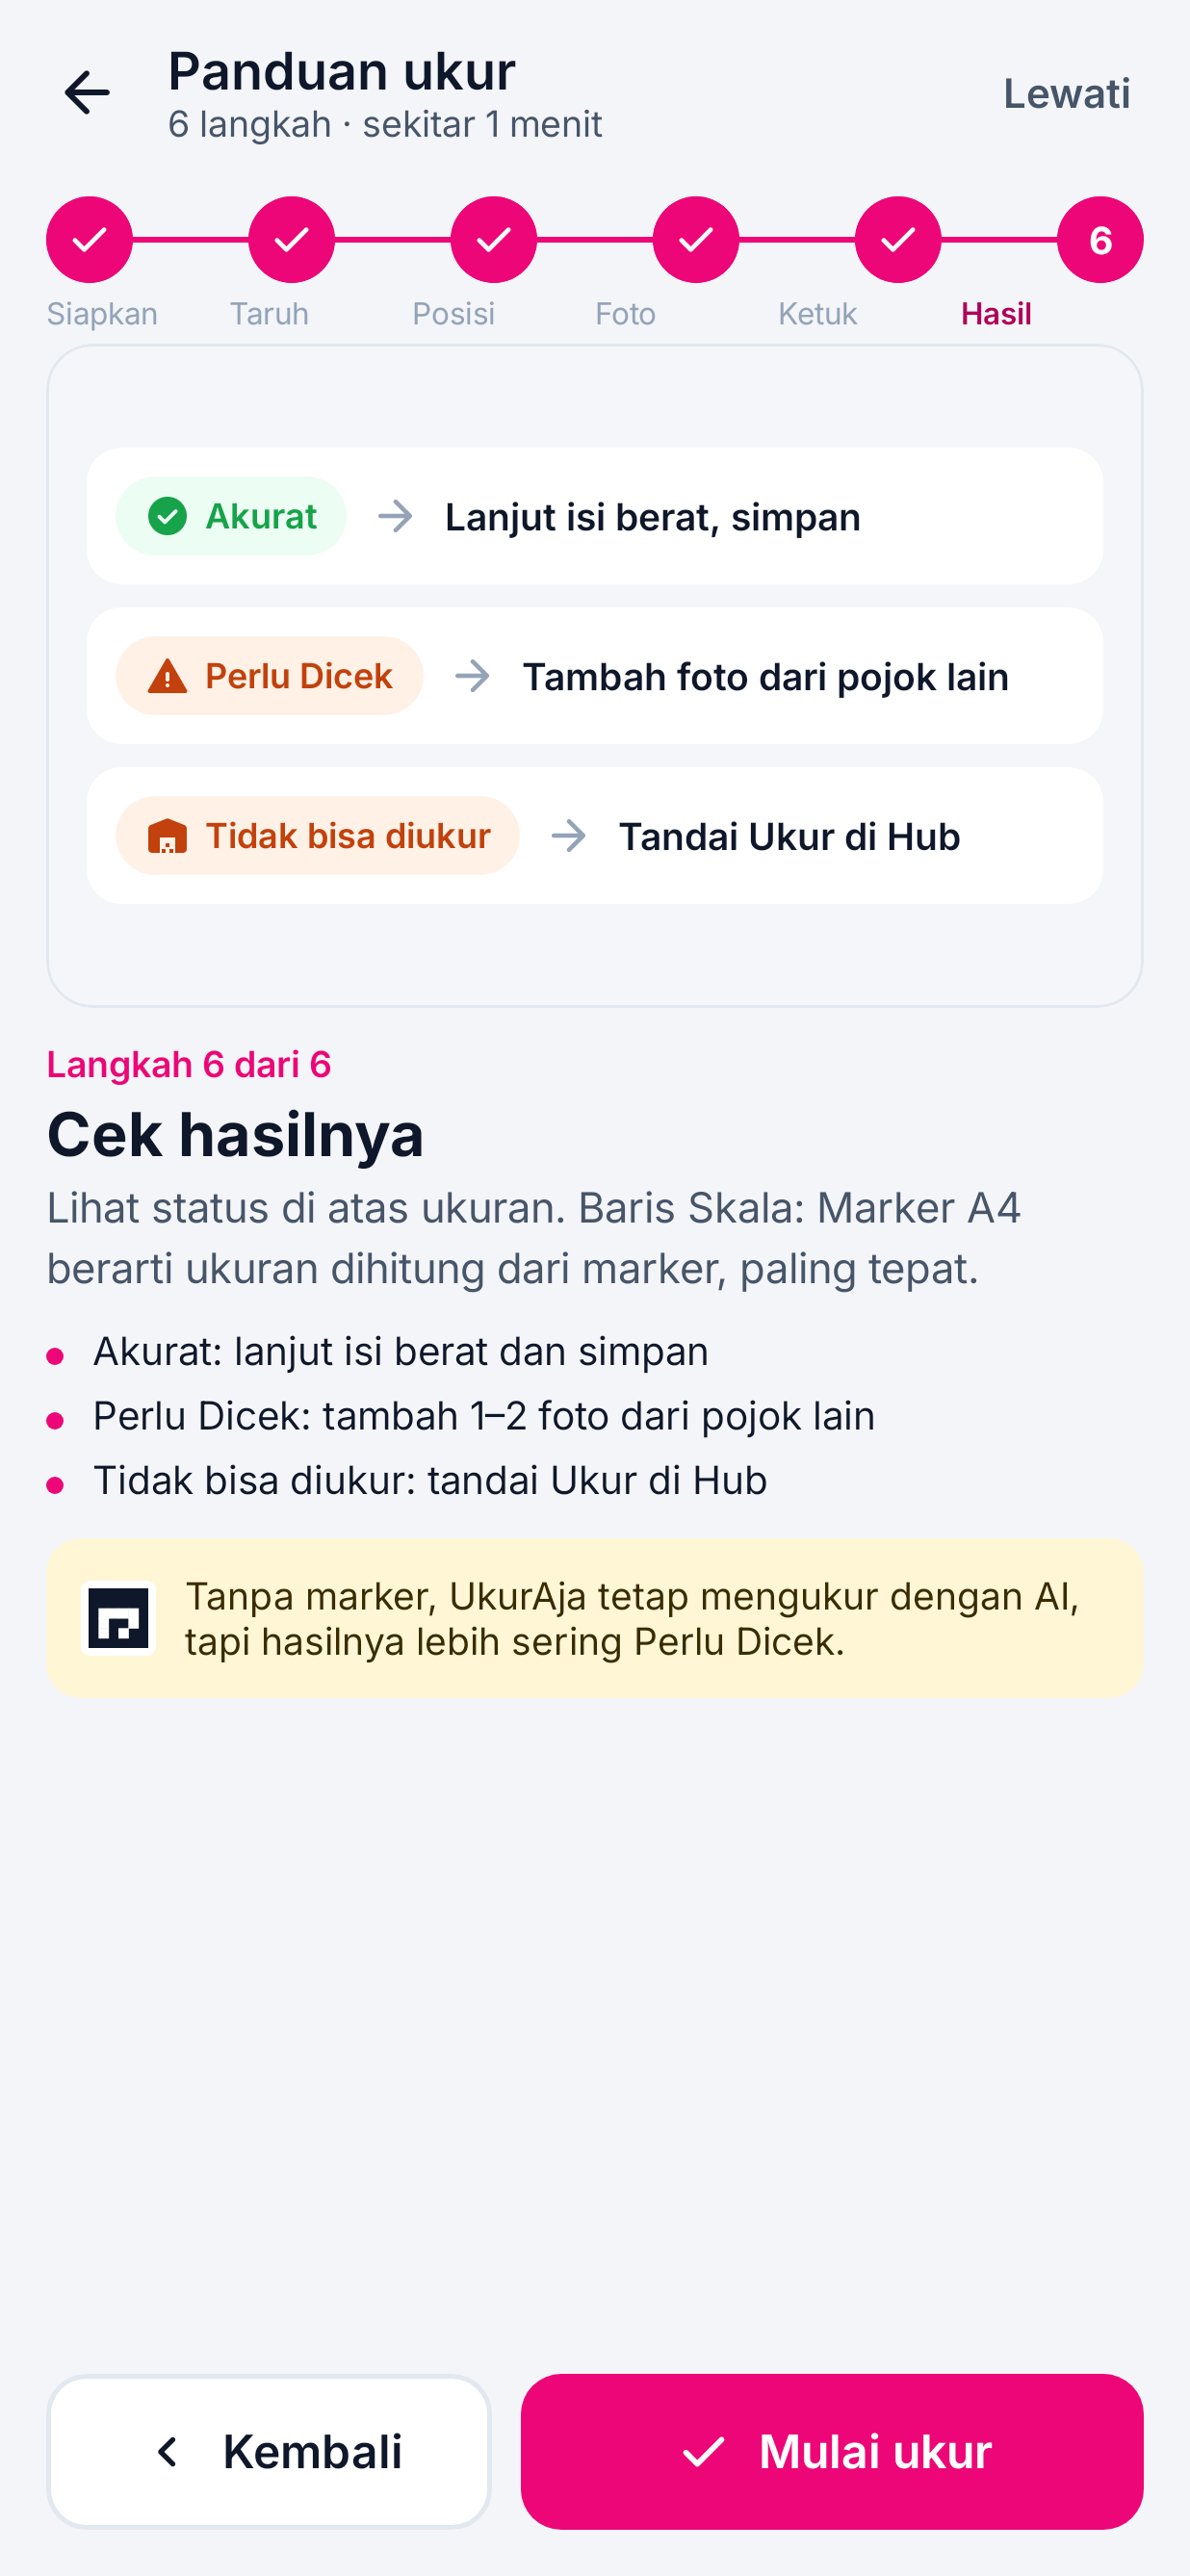 Panduan ukur
6 langkah · sekitar 1 menit
Lewati
6
Siapkan
Taruh
Posisi
Foto
Ketuk
Hasil
Akurat
Lanjut isi berat, simpan
Perlu Dicek
Tambah foto dari pojok lain
Tidak bisa diukur
Tandai Ukur di Hub
Langkah 6 dari 6
Cek hasilnya
Lihat status di atas ukuran. Baris Skala: Marker A4
berarti ukuran dihitung dari marker, paling tepat.
Akurat: lanjut isi berat dan simpan
Perlu Dicek: tambah 1–2 foto dari pojok lain
Tidak bisa diukur: tandai Ukur di Hub
Tanpa marker, UkurAja tetap mengukur dengan AI,
tapi hasilnya lebih sering Perlu Dicek.
Kembali
Mulai ukur